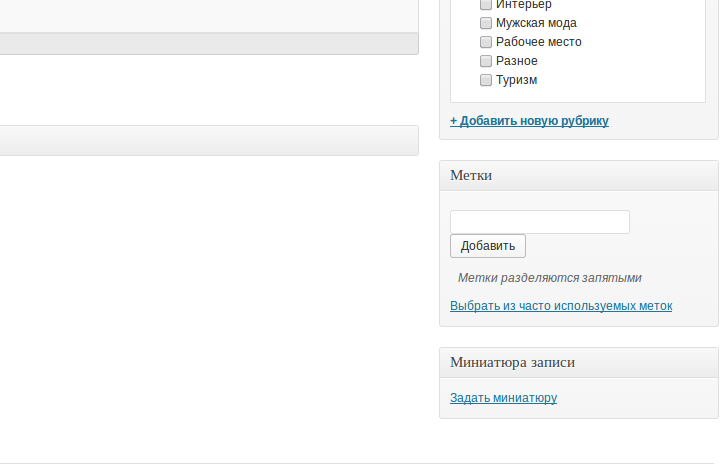 Интерьер
Мужская мода
Рабочее место
Разное
Туризм
+ Добавить новую рубрику
Метки
Добавить
Метки разделяются запятыми
Выбрать из часто используемых меток
Миниатюра записи
Задать миниатюру